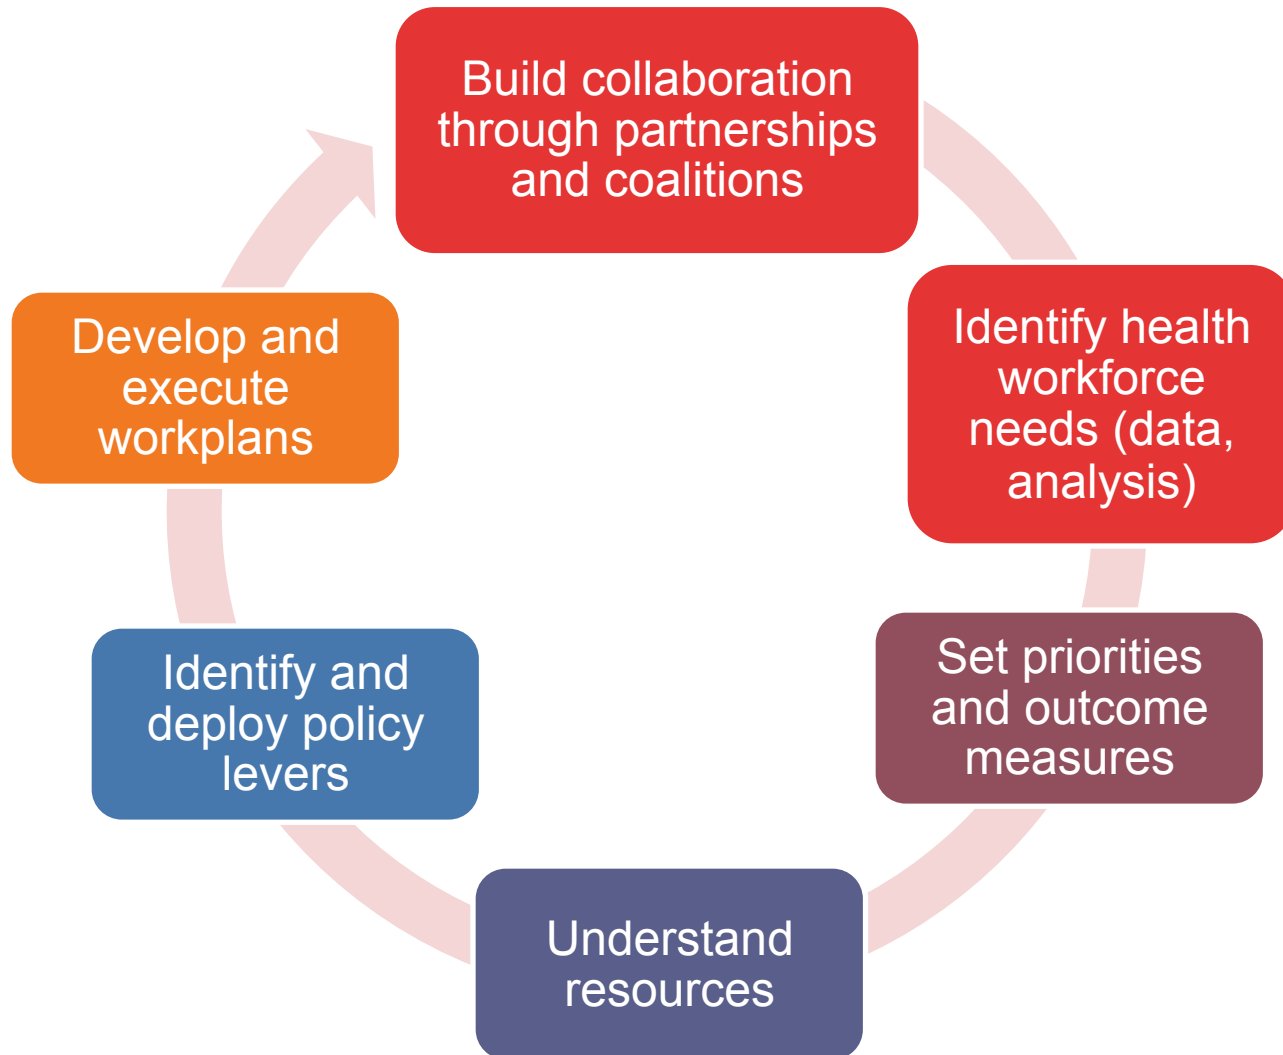 Build collaboration
through partnerships
and coalitions
Identify health
workforce
needs (data,
analysis)
Set priorities
and outcome
measures
Understand
resources
Identify and
deploy policy
levers
Develop and
execute
workplans